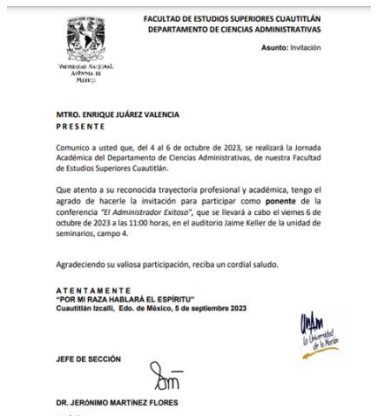 FACULTAD DE ESTUDIOS SUPERIORES CUAUTITLÁN
DEPARTAMENTO DE CIENCIAS ADMINISTRATIVAS
Asunto: Invitación
VNIVERSIDAD NACIONAL
AVTONOMA DE
MEXICO
MTRO. ENRIQUE JUÁREZ VALENCIA
P R E S E N T E
Comunico a usted que, del 4 al 6 de octubre de 2023, se realizará la Jornada
Académica del Departamento de Ciencias Administrativas, de nuestra Facultad
de Estudios Superiores Cuautitlán.
Que atento a su reconocida trayectoria profesional y académica, tengo el
agrado de hacerle la invitación para participar como ponente de la
conferencia "El Administrador Exitoso", que se llevará a cabo el viernes 6 de
octubre de 2023 a las 11:00 horas, en el auditorio Jaime Keller de la unidad de
seminarios, campo 4.
Agradeciendo su valiosa participación, reciba un cordial saludo.
A T E N T A M E N T E
"POR MI RAZA HABLARÁ EL ESPÍRITU"
Cuautitlán Izcalli, Edo. de México, 5 de septiembre 2023
UNAM
La Universidad
de la Nación
JEFE DE SECCIÓN
DR. JERÓNIMO MARTÍNEZ FLORES